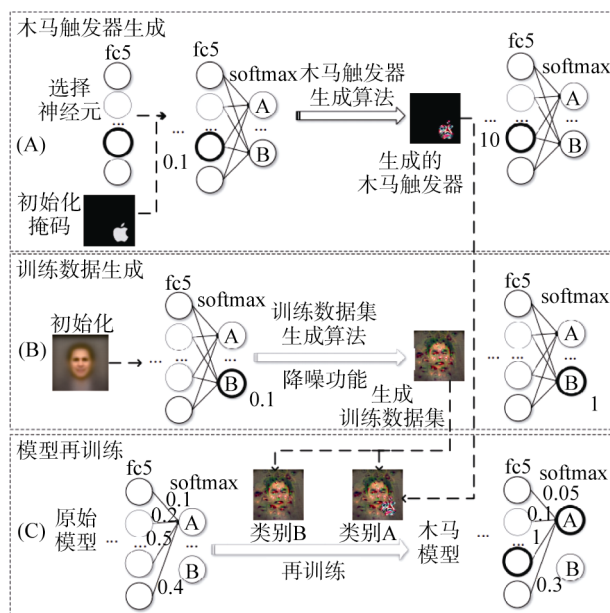 木马触发器生成
fc5
选择
神经元
...
(A)
初始化
掩码
fc5
softmax
A
...
B
...
0.1
木马触发器
生成算法
生成的
木马触发器
fc5
softmax
A
...
B
...
10
训练数据生成
(B)
初始化
...
fc5
softmax
A
...
...
B
0.1
训练数据集
生成算法
降噪功能
生成
训练数据集
...
fc5
softmax
A
...
...
B
1
模型再训练
(C)
原始
模型
...
fc5
softmax
0.1
0.2
0.5
0.4
A
...
B
类别B
类别A
再训练
木马
模型
...
fc5
softmax
0.05
0.1
1
0.3
A
B